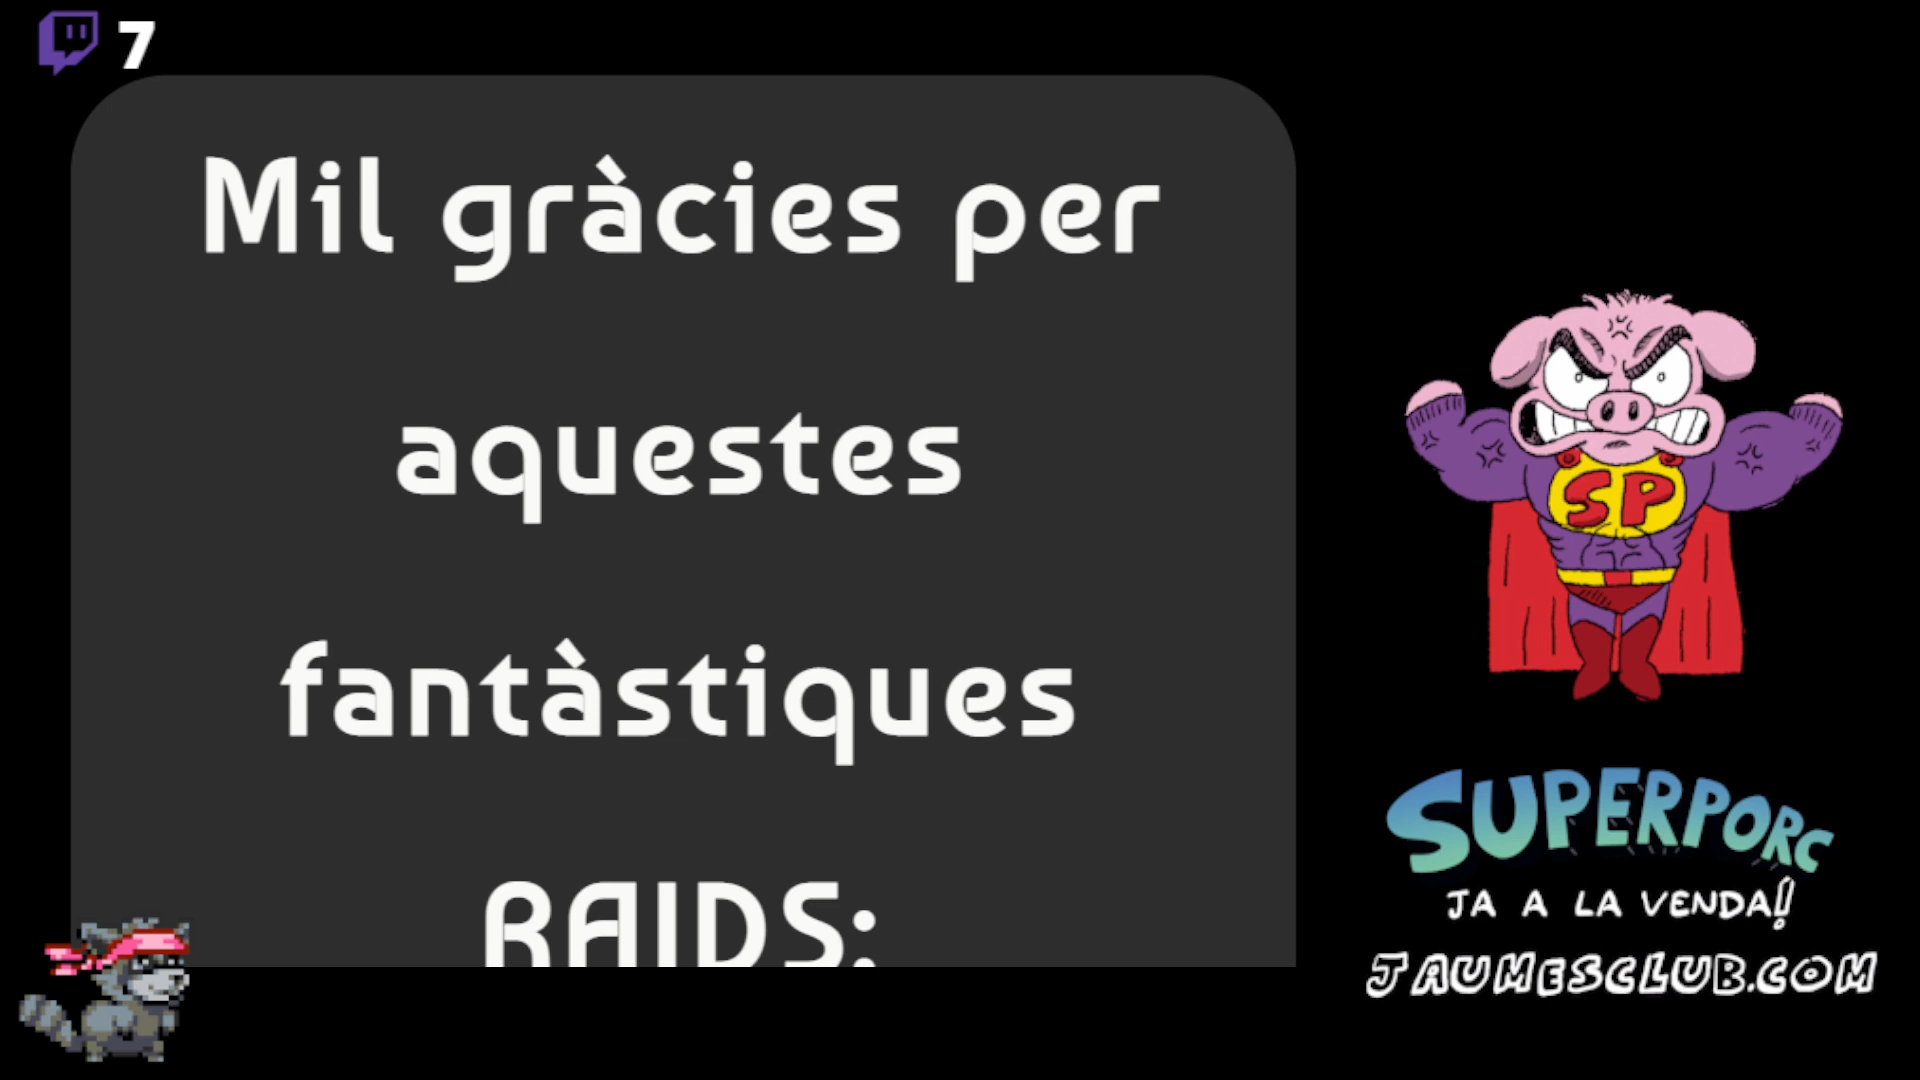 7
Mil gràcies per
aquestes
fantàstiques
RAIDS:
SP
SUPERPORC
JA A LA VENDA!
JAUMESCLUB.COM